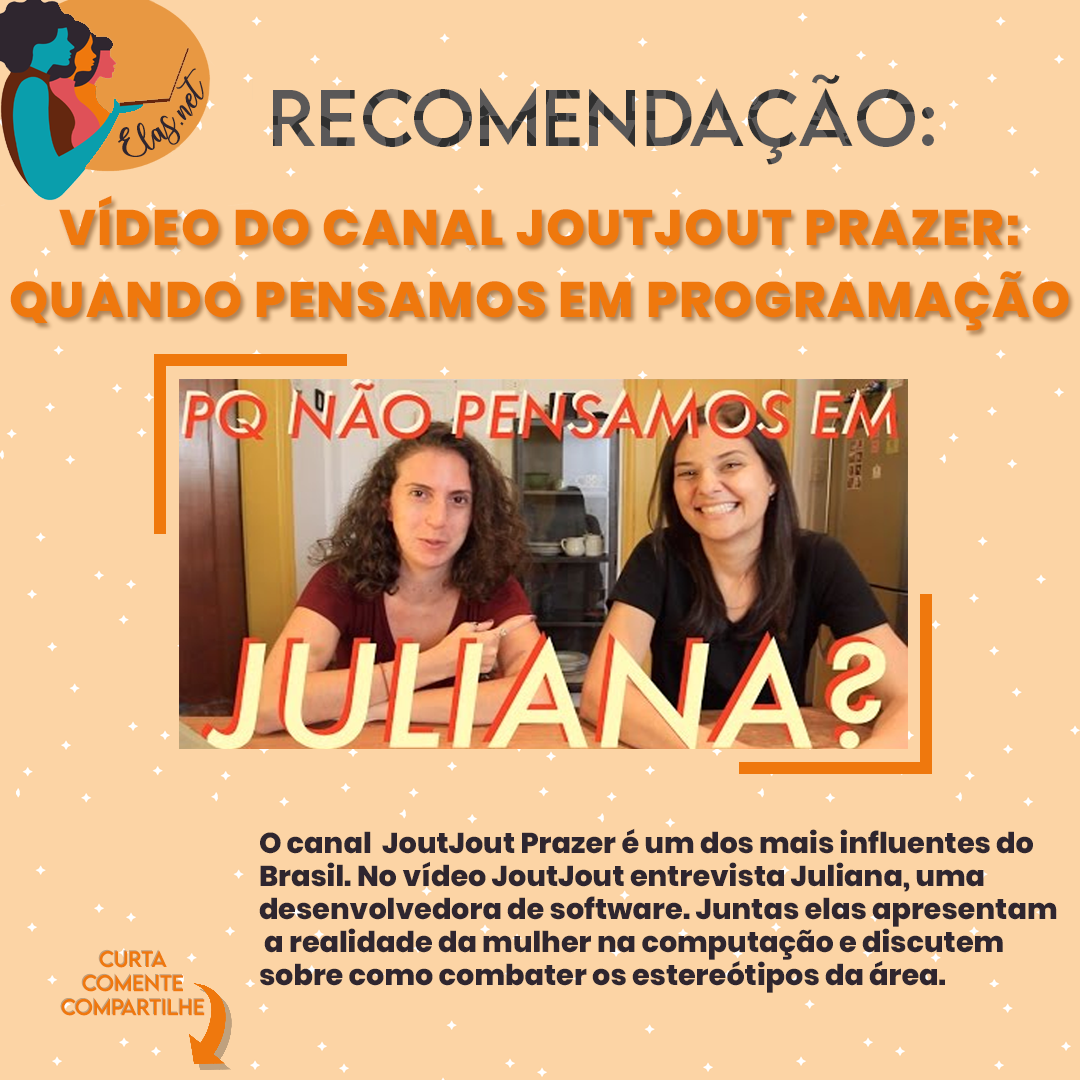 Elas.net
RECOMENDAÇÃO:
VÍDEO DO CANAL JOUTJOUT PRAZER:
QUANDO PENSAMOS EM PROGRAMAÇÃO
PQ NÃO PENSAMOS EM
JULIANA?
O canal JoutJout Prazer é um dos mais influentes do
Brasil. No vídeo JoutJout entrevista Juliana, uma
desenvolvedora de software. Juntas elas apresentam
a realidade da mulher na computação e discutem
sobre como combater os estereótipos da área.
CURTA
COMENTE
COMPARTILHE